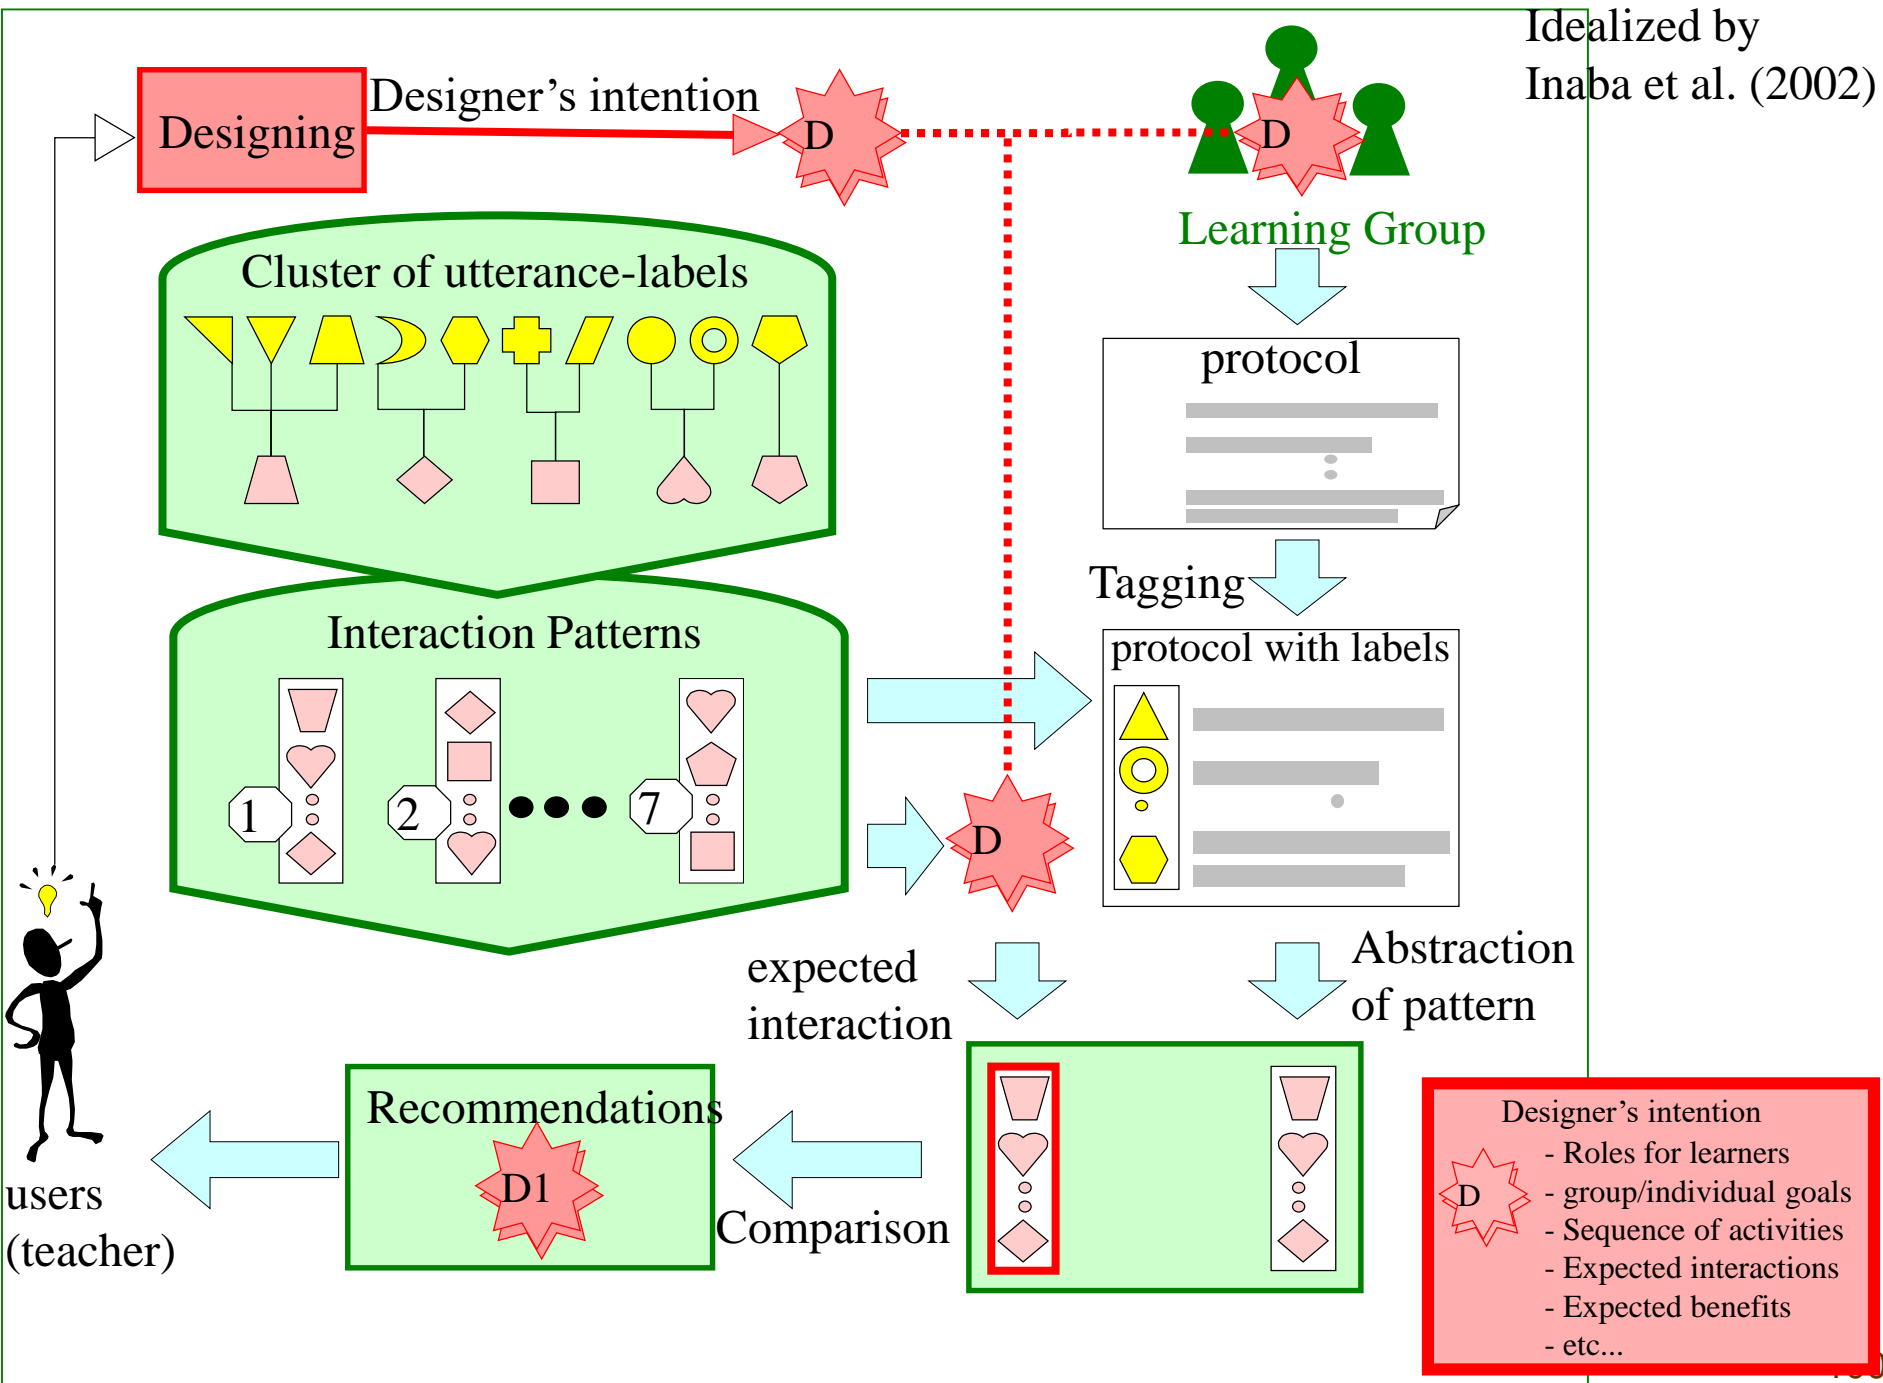 Idealized by
Inaba et al. (2002)
Designing
Designer’s intention
D
D
Learning Group
Cluster of utterance-labels
protocol
Tagging
Interaction Patterns
protocol with labels
1
2
7
D
expected
interaction
Abstraction
of pattern
Recommendations
D1
Comparison
users
(teacher)
Designer’s intention
D
- Roles for learners
- group/individual goals
- Sequence of activities
- Expected interactions
- Expected benefits
- etc...